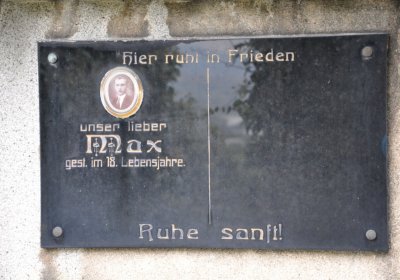 Hier ruht in Frieden
unser lieber
Max
gest. im 18. Lebensjahre.
Ruhe sanft!